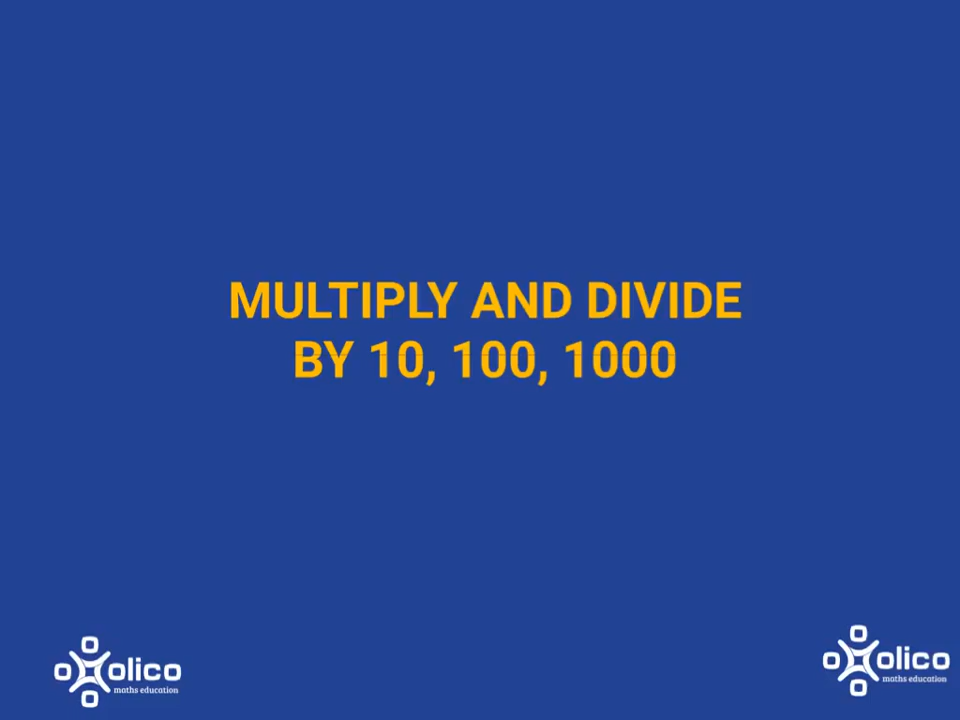 MULTIPLY AND DIVIDE
BY 10, 100, 1000
olico
maths education
olico
maths education